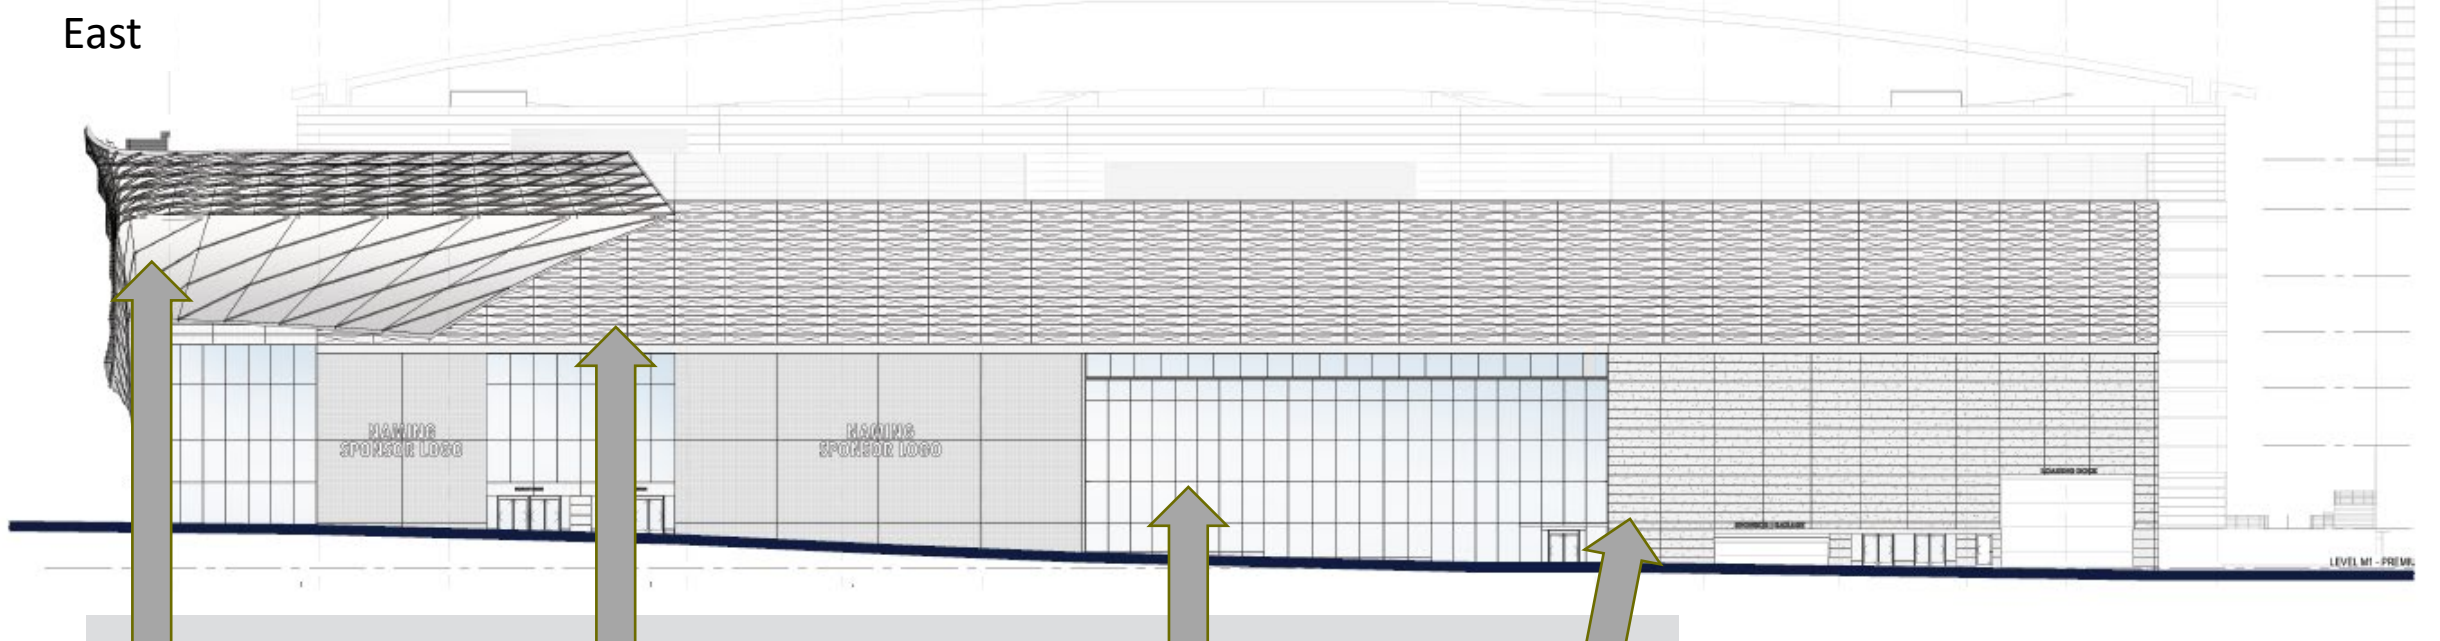 East
NAMING
SPONSOR LOGO
NAMING
SPONSOR LOGO
LOADING DOCK
LEVEL M1 - PREMI